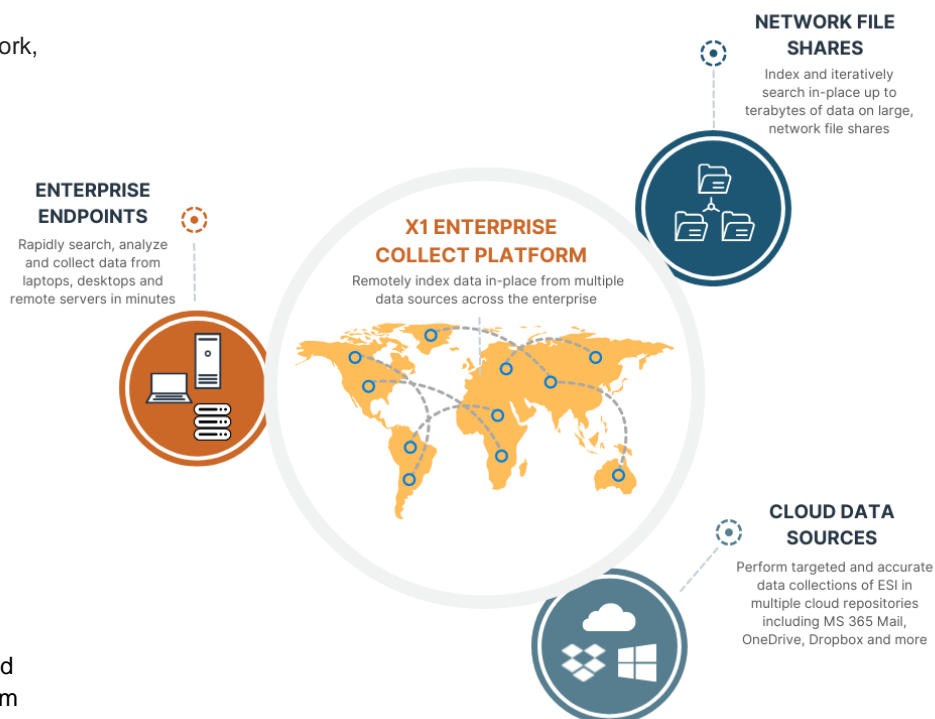 ork,
NETWORK FILE
SHARES
Index and iteratively
search in-place up to
terabytes of data on large,
network file shares
ENTERPRISE
ENDPOINTS
Rapidly search, analyze
and collect data from
laptops, desktops and
remote servers in minutes
X1 ENTERPRISE
COLLECT PLATFORM
Remotely index data in-place from multiple
data sources across the enterprise
CLOUD DATA
SOURCES
Perform targeted and accurate
data collections of ESI in
multiple cloud repositories
including MS 365 Mail,
OneDrive, Dropbox and more
d
m